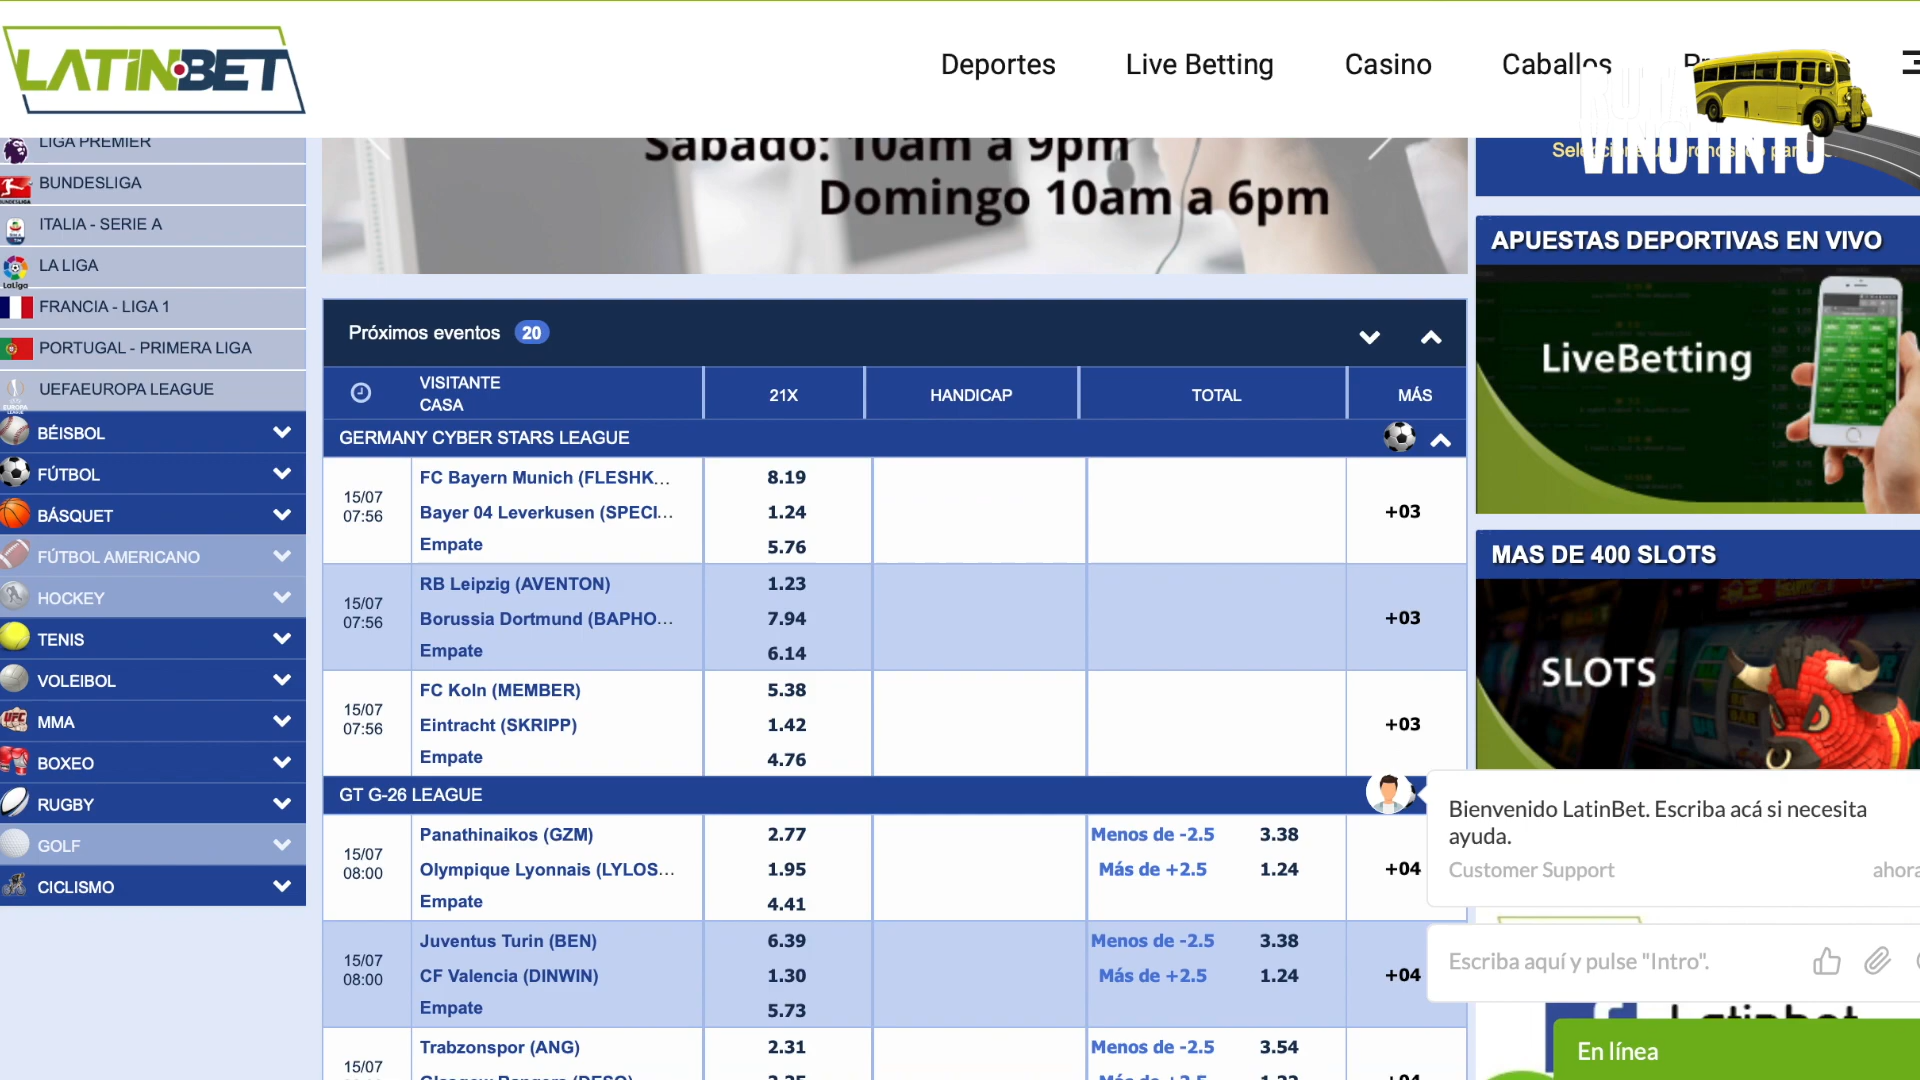 LATINBET
Deportes
Live Betting
Casino
Caballos
VINOTINTO
LIGA PREMIER
BUNDESLIGA
ITALIA - SERIE A
LA LIGA
FRANCIA - LIGA 1
PORTUGAL - PRIMERA LIGA
UEFAEUROPA LEAGUE
BÉISBOL
FÚTBOL
BÁSQUET
FÚTBOL AMERICANO
HOCKEY
TENIS
VOLEIBOL
MMA
BOXEO
RUGBY
GOLF
CICLISMO
Sábado: 10am a 9pm
Domingo 10am a 6pm
Próximos eventos 20
VISITANTE
CASA
21X
HANDICAP
TOTAL
MÁS
GERMANY CYBER STARS LEAGUE
15/07
07:56
FC Bayern Munich (FLESHK... 8.19
Bayer 04 Leverkusen (SPECI... 1.24
Empate 5.76
+03
15/07
07:56
RB Leipzig (AVENTON) 1.23
Borussia Dortmund (BAPHO... 7.94
Empate 6.14
+03
15/07
07:56
FC Koln (MEMBER) 5.38
Eintracht (SKRIPP) 1.42
Empate 4.76
+03
GT G-26 LEAGUE
15/07
08:00
Panathinaikos (GZM) 2.77 Menos de -2.5 3.38
Olympique Lyonnais (LYLOS... 1.95 Más de +2.5 1.24
Empate 4.41
+04
15/07
08:00
Juventus Turin (BEN) 6.39 Menos de -2.5 3.38
CF Valencia (DINWIN) 1.30 Más de +2.5 1.24
Empate 5.73
+04
15/07
Trabzonspor (ANG) 2.31 Menos de -2.5 3.54
APUESTAS DEPORTIVAS EN VIVO
LiveBetting
MAS DE 400 SLOTS
SLOTS
Bienvenido LatinBet. Escriba acá si necesita
ayuda.
Customer Support ahora
Escriba aquí y pulse "Intro".
Latinbet
En línea